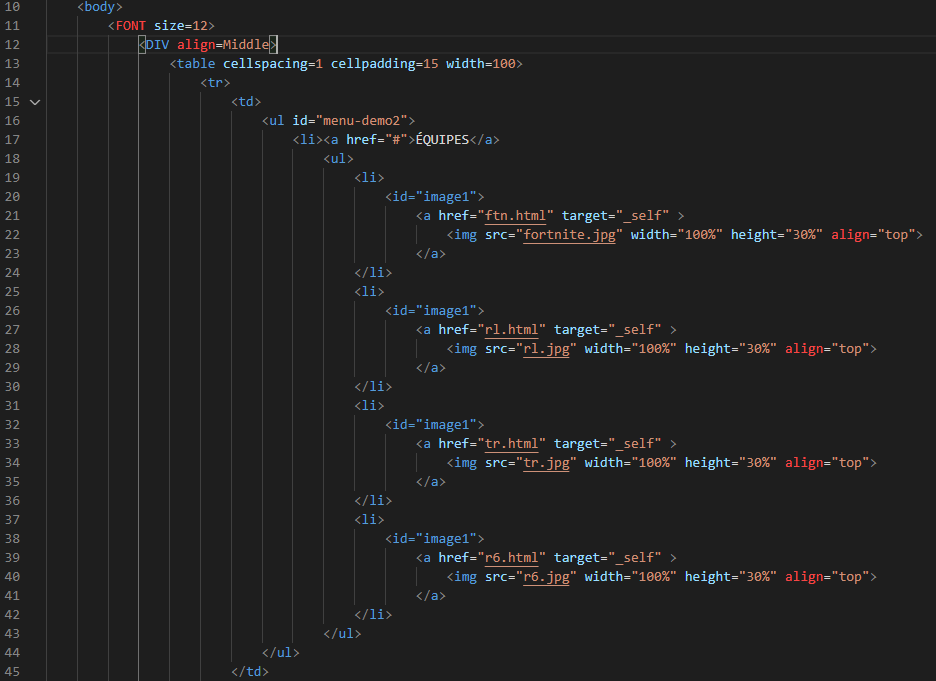 10 <body>
11 <FONT size=12>
12 <DIV align=Middle>
13 <table cellspacing=1 cellpadding=15 width=100>
14 <tr>
15 <td>
16 <ul id="menu-demo2">
17 <li><a href="#">ÉQUIPES</a>
18 <ul>
19 <li>
20 <id="image1">
21 <a href="ftn.html" target="_self" >
22 <img src="fortnite.jpg" width="100%" height="30%" align="top">
23 </a>
24 </li>
25 <li>
26 <id="image1">
27 <a href="rl.html" target="_self" >
28 <img src="rl.jpg" width="100%" height="30%" align="top">
29 </a>
30 </li>
31 <li>
32 <id="image1">
33 <a href="tr.html" target="_self" >
34 <img src="tr.jpg" width="100%" height="30%" align="top">
35 </a>
36 </li>
37 <li>
38 <id="image1">
39 <a href="r6.html" target="_self" >
40 <img src="r6.jpg" width="100%" height="30%" align="top">
41 </a>
42 </li>
43 </ul>
44 </ul>
45 </td>